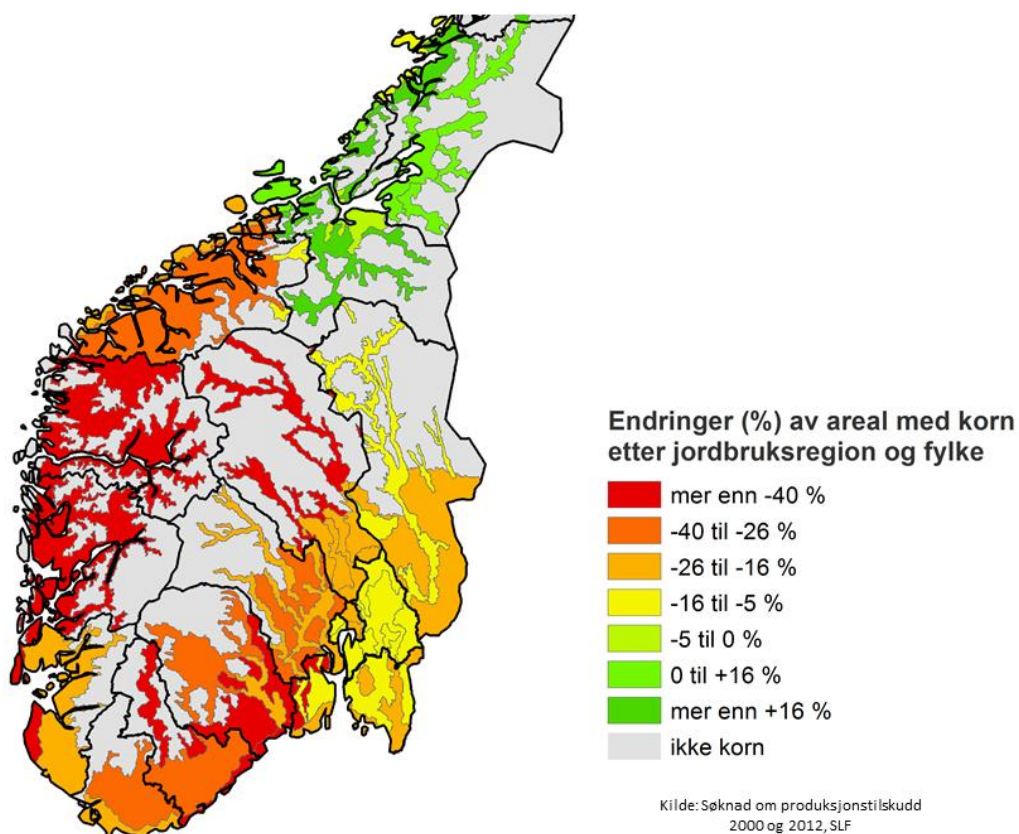 Endringer (%) av areal med korn
etter jordbruksregion og fylke
mer enn -40 %
-40 til -26 %
-26 til -16 %
-16 til -5 %
-5 til 0 %
0 til +16 %
mer enn +16 %
ikke korn
Kilde: Søknad om produksjonstilskudd
2000 og 2012, SLF